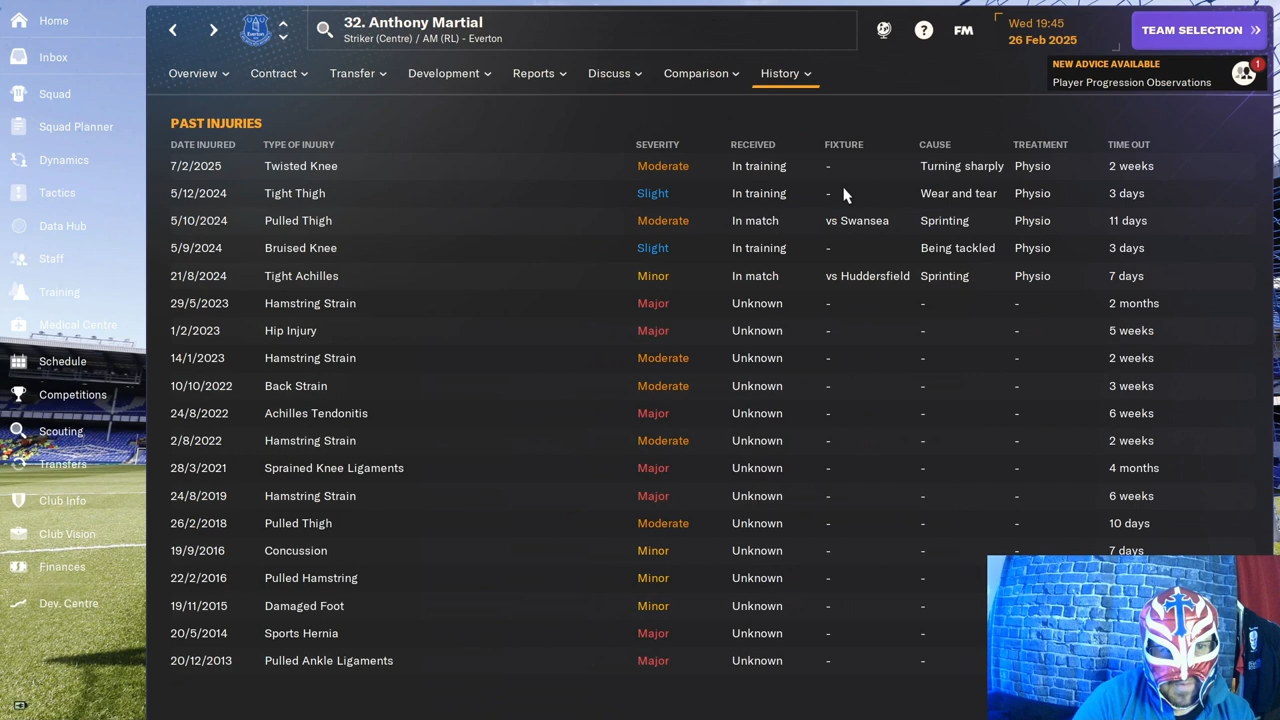 Home
Inbox
Squad
Squad Planner
Dynamics
Tactics
Data Hub
Staff
Training
Medical Centre
Schedule
Competitions
Scouting
Transfers
Club Info
Club Vision
Finances
Dev. Centre
32. Anthony Martial
Striker (Centre) / AM (RL) - Everton
? FM
Wed 19:45
26 Feb 2025
TEAM SELECTION
Overview Contract Transfer Development Reports Discuss Comparison History
NEW ADVICE AVAILABLE 1
Player Progression Observations
PAST INJURIES
DATE INJURED TYPE OF INJURY SEVERITY RECEIVED FIXTURE CAUSE TREATMENT TIME OUT
7/2/2025 Twisted Knee Moderate In training - Turning sharply Physio 2 weeks
5/12/2024 Tight Thigh Slight In training - Wear and tear Physio 3 days
5/10/2024 Pulled Thigh Moderate In match vs Swansea Sprinting Physio 11 days
5/9/2024 Bruised Knee Slight In training - Being tackled Physio 3 days
21/8/2024 Tight Achilles Minor In match vs Huddersfield Sprinting Physio 7 days
29/5/2023 Hamstring Strain Major Unknown - - - 2 months
1/2/2023 Hip Injury Major Unknown - - - 5 weeks
14/1/2023 Hamstring Strain Moderate Unknown - - - 2 weeks
10/10/2022 Back Strain Moderate Unknown - - - 3 weeks
24/8/2022 Achilles Tendonitis Major Unknown - - - 6 weeks
2/8/2022 Hamstring Strain Moderate Unknown - - - 2 weeks
28/3/2021 Sprained Knee Ligaments Major Unknown - - - 4 months
24/8/2019 Hamstring Strain Major Unknown - - - 6 weeks
26/2/2018 Pulled Thigh Moderate Unknown - - - 10 days
19/9/2016 Concussion Minor Unknown - - - 7 days
22/2/2016 Pulled Hamstring Minor Unknown - -
19/11/2015 Damaged Foot Minor Unknown - -
20/5/2014 Sports Hernia Major Unknown - -
20/12/2013 Pulled Ankle Ligaments Major Unknown - -